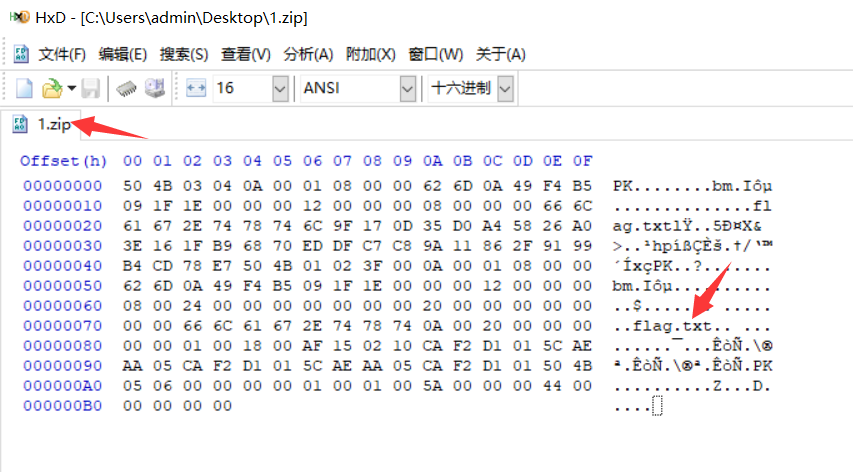 HxD - [C:\Users\admin\Desktop\1.zip]
文件(F) 编辑(E) 搜索(S) 查看(V) 分析(A) 附加(X) 窗口(W) 关于(A)
16 ANSI 十六进制
1.zip
Offset(h) 00 01 02 03 04 05 06 07 08 09 0A 0B 0C 0D 0E 0F
00000000 50 4B 03 04 0A 00 01 08 00 00 62 6D 0A 49 F4 B5 PK........bm.Iôµ
00000010 09 1F 1E 00 00 00 12 00 00 00 08 00 00 00 66 6C ..............fl
00000020 61 67 2E 74 78 74 6C 9F 17 0D 35 D0 A4 58 26 A0 ag.txtlŸ..5Ð¤X& 
00000030 3E 16 1F B9 68 70 ED DF C7 C8 9A 11 86 2F 91 99 >..¹hpíßÇÈš.†/‘™
00000040 B4 CD 78 E7 50 4B 01 02 3F 00 0A 00 01 08 00 00 ´ÍxçPK..?.......
00000050 62 6D 0A 49 F4 B5 09 1F 1E 00 00 00 12 00 00 00 bm.Iôµ..........
00000060 08 00 24 00 00 00 00 00 00 00 20 00 00 00 00 00 ..$....... .....
00000070 00 00 66 6C 61 67 2E 74 78 74 0A 00 20 00 00 00 ..flag.txt.. ...
00000080 00 00 01 00 18 00 AF 15 02 10 CA F2 D1 01 5C AE ......¯...ÊòÑ.\®
00000090 AA 05 CA F2 D1 01 5C AE AA 05 CA F2 D1 01 50 4B ª.ÊòÑ.\®ª.ÊòÑ.PK
000000A0 05 06 00 00 00 00 01 00 01 00 5A 00 00 00 44 00 ..........Z...D.
000000B0 00 00 00 00 ....